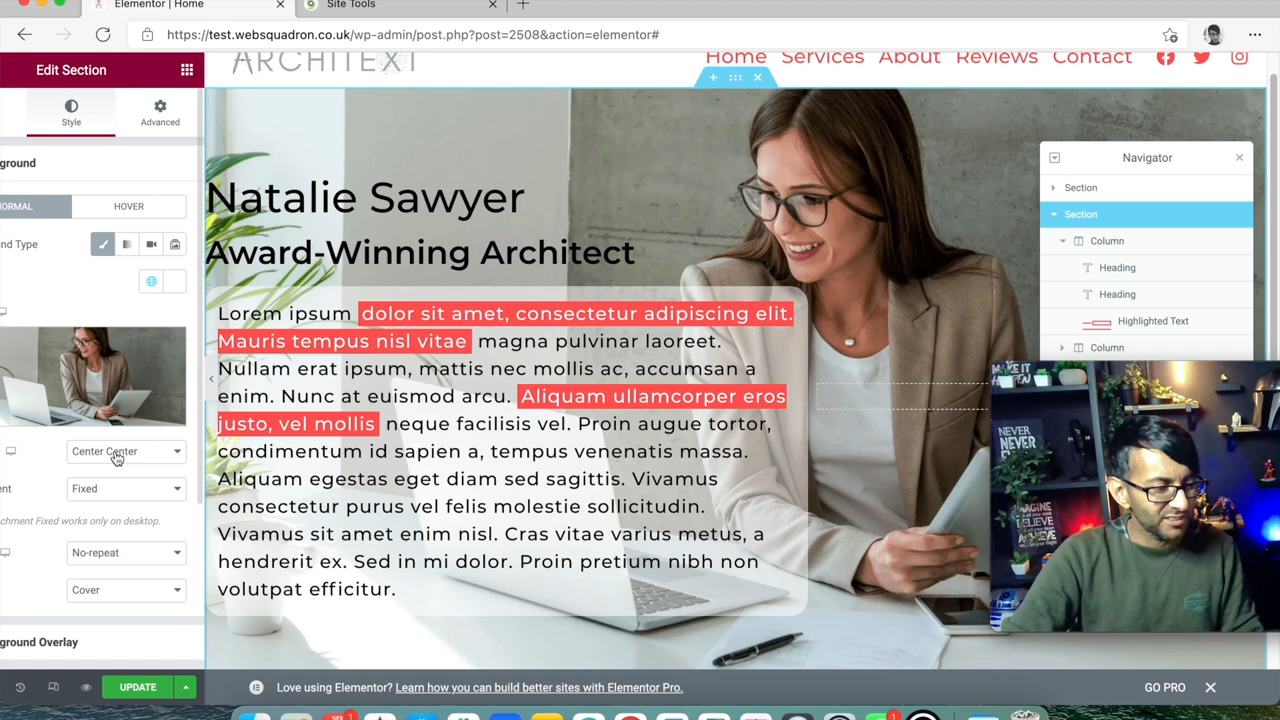 Elementor | Home
Site Tools
https://test.websquadron.co.uk/wp-admin/post.php?post=2508&action=elementor#
Edit Section
ARCHITEXT
Home Services About Reviews Contact
Style
Advanced
Navigator
ground
Section
NORMAL
HOVER
Section
Natalie Sawyer
nd Type
Column
Award-Winning Architect
Heading
Heading
Lorem ipsum dolor sit amet, consectetur adipiscing elit.
Highlighted Text
Mauris tempus nisl vitae magna pulvinar laoreet.
Column
Nullam erat ipsum, mattis nec mollis ac, accumsan a
enim. Nunc at euismod arcu. Aliquam ullamcorper eros
justo, vel mollis neque facilisis vel. Proin augue tortor,
condimentum id sapien a, tempus venenatis massa.
Aliquam egestas eget diam sed sagittis. Vivamus
consectetur purus vel felis molestie sollicitudin.
Vivamus sit amet enim nisl. Cras vitae varius metus, a
hendrerit ex. Sed in mi dolor. Proin pretium nibh non
volutpat efficitur.
Center Center
ent
Fixed
chment Fixed works only on desktop.
No-repeat
Cover
ground Overlay
MAKE IT
HAPPEN
NEVER
NEVER
BELIEVE
UPDATE
Love using Elementor? Learn how you can build better sites with Elementor Pro.
GO PRO